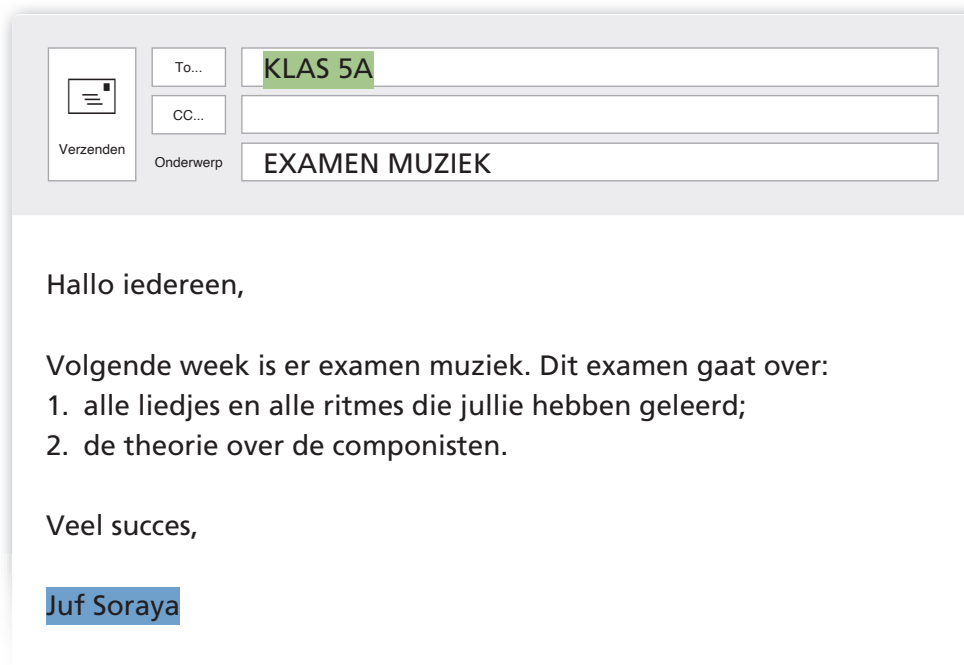 To...
KLAS 5A
CC...
Verzenden
Onderwerp
EXAMEN MUZIEK
Hallo iedereen,
Volgende week is er examen muziek. Dit examen gaat over:
1. alle liedjes en alle ritmes die jullie hebben geleerd;
2. de theorie over de componisten.
Veel succes,
Juf Soraya